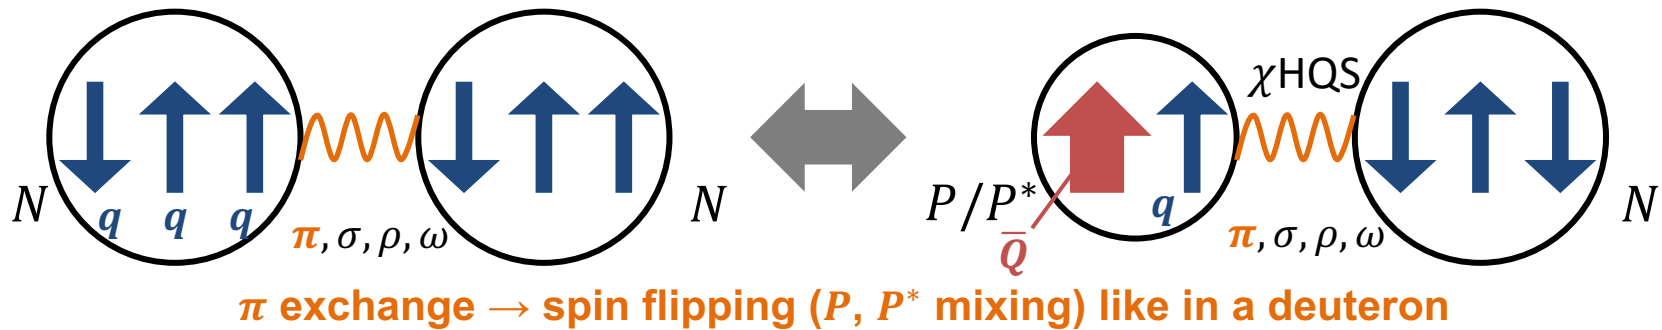 χHQS
N q q q N P/P* q N
π, σ, ρ, ω Q̅ π, σ, ρ, ω
π exchange → spin flipping (P, P* mixing) like in a deuteron